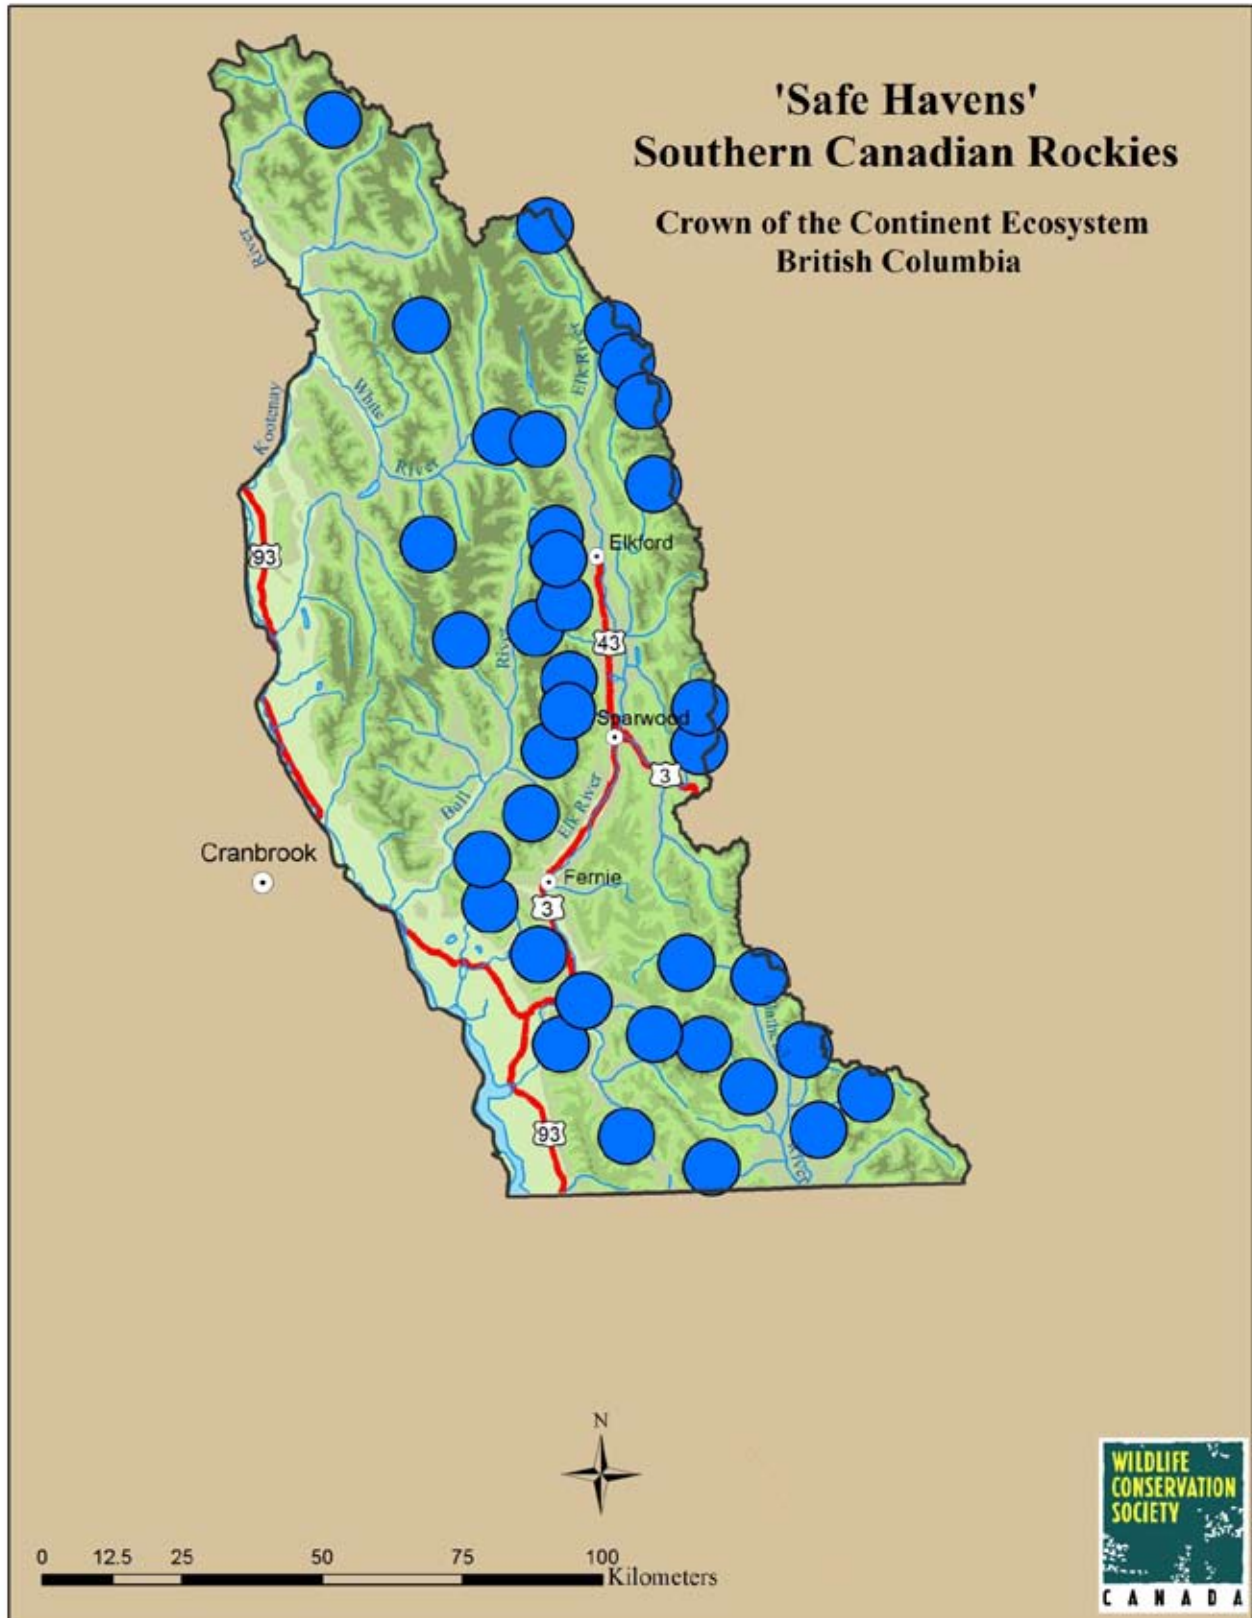 'Safe Havens'
Southern Canadian Rockies
Crown of the Continent Ecosystem
British Columbia
River
Elk River
Kootenay
White
River
93
Elkford
43
River
Sparwood
3
Bull
Elk River
Cranbrook
Fernie
3
93
River
N
0 12.5 25 50 75 100
Kilometers
WILDLIFE
CONSERVATION
SOCIETY
CANADA